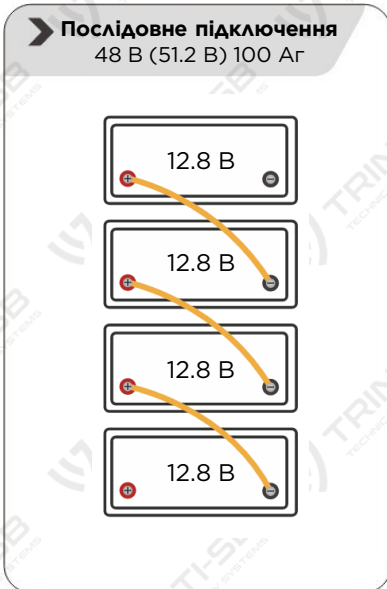 Послідовне підключення
48 В (51.2 В) 100 Аг
12.8 В
12.8 В
12.8 В
12.8 В